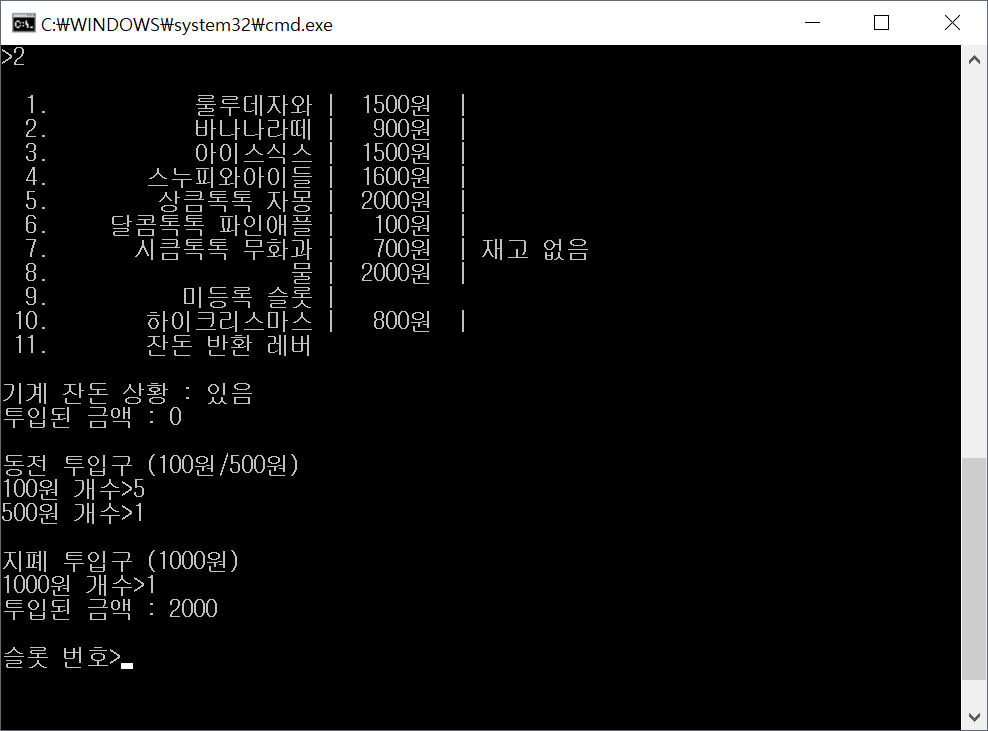 C:₩WINDOWS₩system32₩cmd.exe
>2
1. 룰루데자와 | 1500원 |
2. 바나나라떼 | 900원 |
3. 아이스식스 | 1500원 |
4. 스누피와아이들 | 1600원 |
5. 상큼톡톡 자몽 | 2000원 |
6. 달콤톡톡 파인애플 | 100원 |
7. 시큼톡톡 무화과 | 700원 | 재고 없음
8. 물 | 2000원 |
9. 미등록 슬롯 |
10. 하이크리스마스 | 800원 |
11. 잔돈 반환 레버
기계 잔돈 상황 : 있음
투입된 금액 : 0
동전 투입구 (100원/500원)
100원 개수>5
500원 개수>1
지폐 투입구 (1000원)
1000원 개수>1
투입된 금액 : 2000
슬롯 번호>